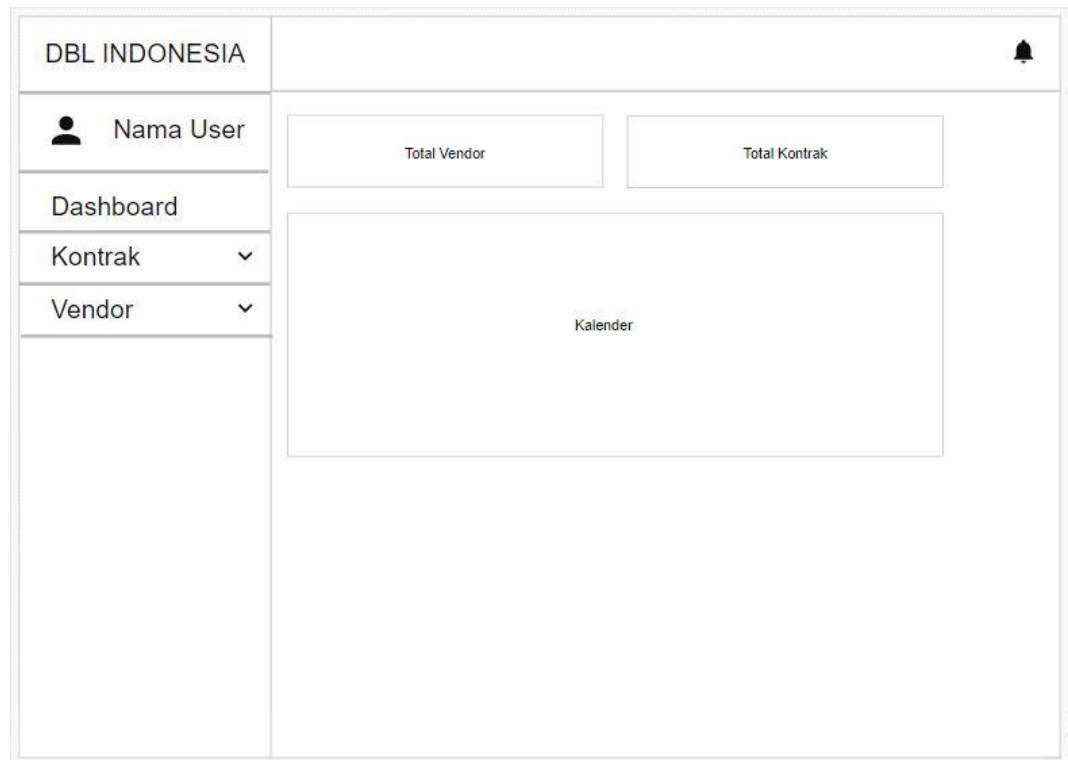 DBL INDONESIA
Nama User
Dashboard
Kontrak
Vendor
Total Vendor
Total Kontrak
Kalender